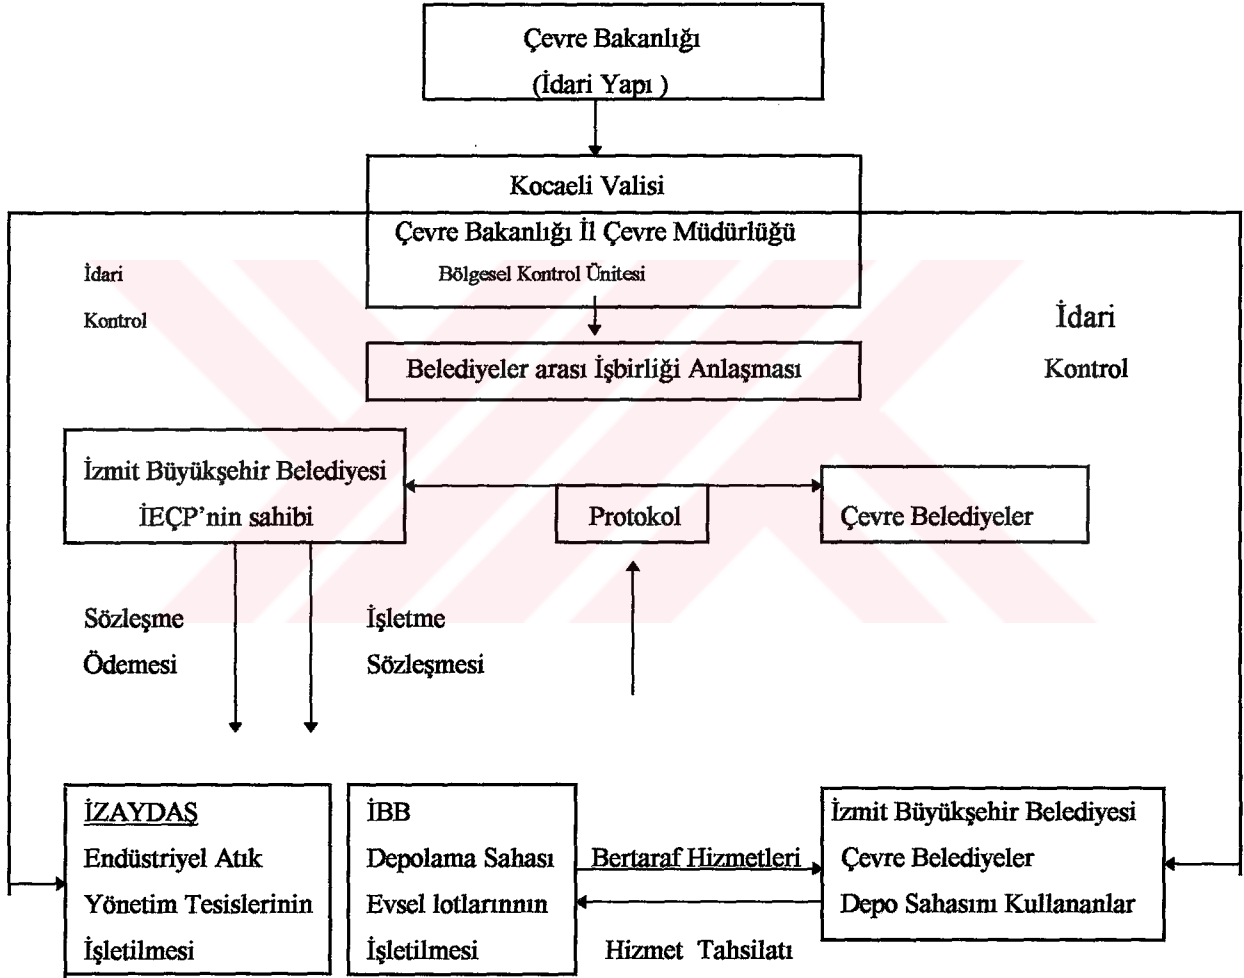 Çevre Bakanlığı
(İdari Yapı )
Kocaeli Valisi
Çevre Bakanlığı İl Çevre Müdürlüğü
İdari
Bölgesel Kontrol Ünitesi
Kontrol
İdari
Kontrol
Belediyeler arası İşbirliği Anlaşması
İzmit Büyükşehir Belediyesi
İEÇP’nin sahibi
Protokol
Çevre Belediyeler
Sözleşme
Ödemesi
İşletme
Sözleşmesi
İZAYDAŞ
Endüstriyel Atık
Yönetim Tesislerinin
İşletilmesi
İBB
Depolama Sahası
Evsel lotlarınnın
İşletilmesi
Bertaraf Hizmetleri
Hizmet Tahsilatı
İzmit Büyükşehir Belediyesi
Çevre Belediyeler
Depo Sahasını Kullananlar